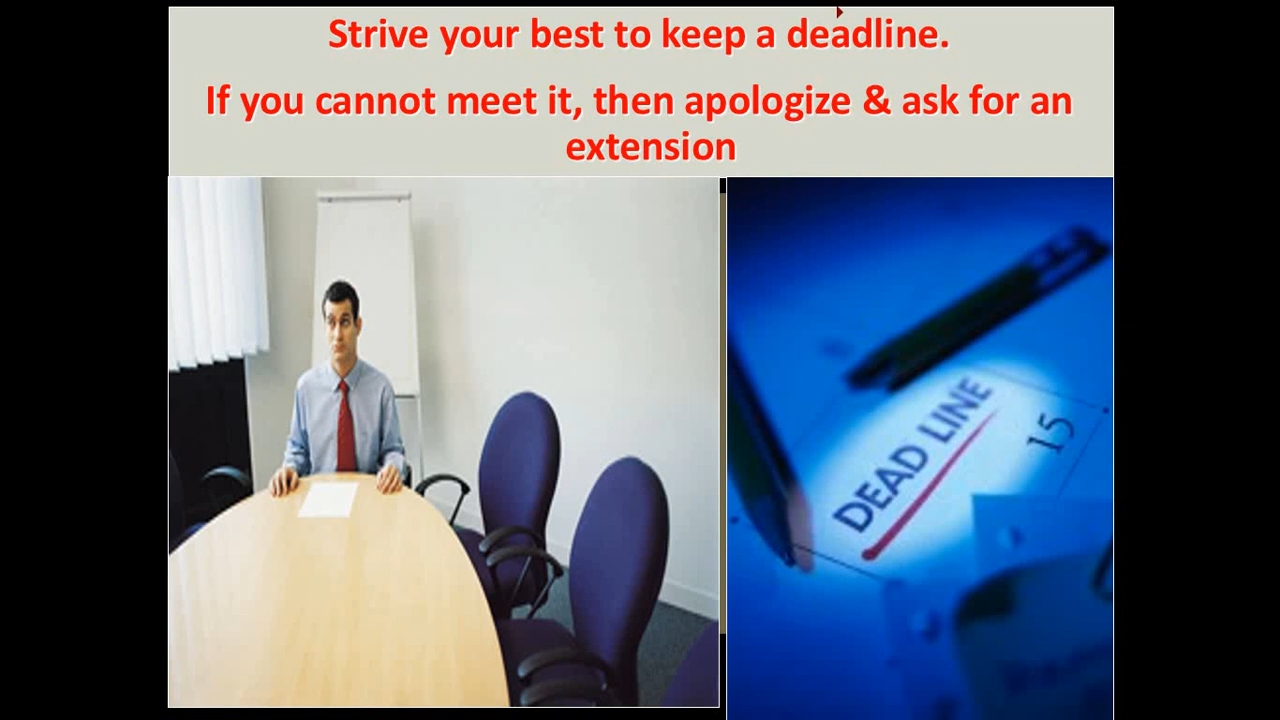 Strive your best to keep a deadline.
If you cannot meet it, then apologize & ask for an
extension
DEAD LINE
15